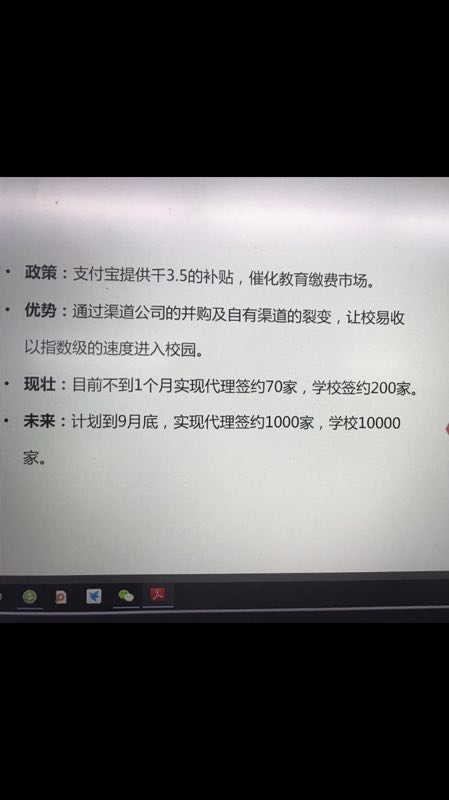 • 政策：支付宝提供千3.5的补贴，催化教育缴费市场。
• 优势：通过渠道公司的并购及自有渠道的裂变，让校易收
以指数级的速度进入校园。
• 现壮：目前不到1个月实现代理签约70家，学校签约200家。
• 未来：计划到9月底，实现代理签约1000家，学校10000
家。